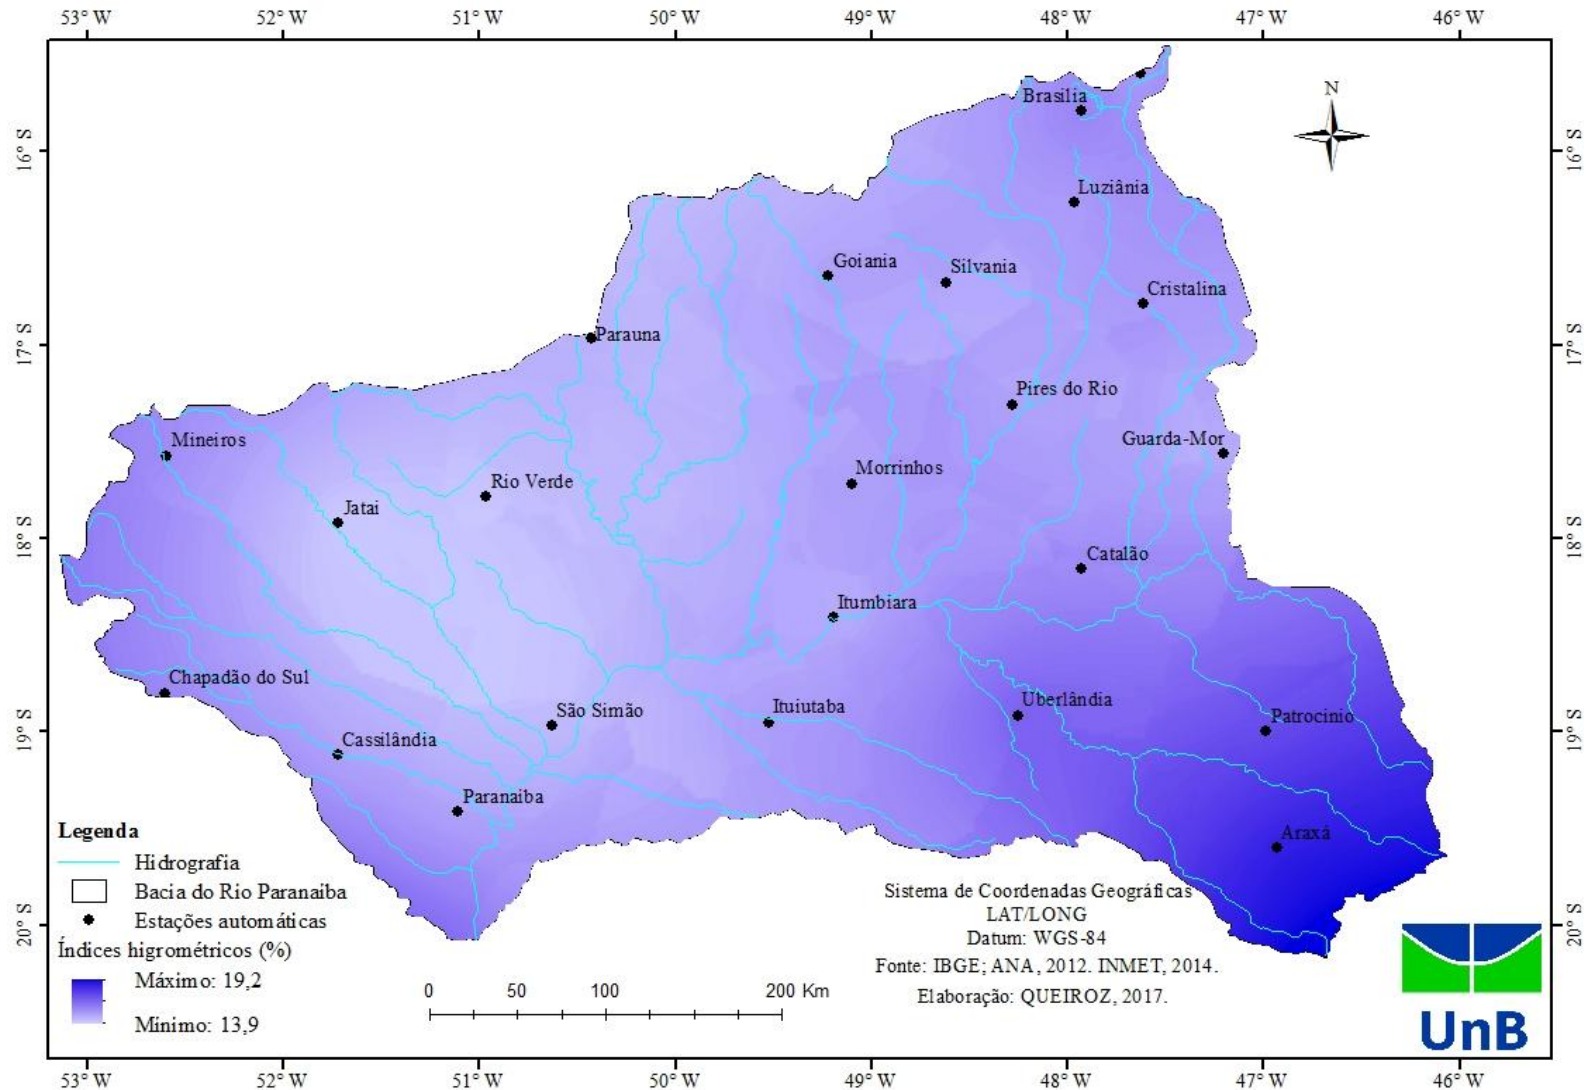 53° W 52° W 51° W 50° W 49° W 48° W 47° W 46° W
N
Brasilia
16° S 16° S
Luziânia
Goiania
Silvania
Cristalina
Parauna
17° S 17° S
Pires do Rio
Mineiros
Guarda-Mor
Rio Verde
Morrinhos
Jatai
18° S 18° S
Catalão
Itumbiara
Chapadão do Sul
Uberlândia
São Simão
Ituiutaba
Patrocinio
19° S 19° S
Cassilândia
Paranaiba
Araxá
Legenda
Hidrografia
Bacia do Rio Paranaiba
Estações automáticas
Índices higrométricos (%)
Máximo: 19,2
Minimo: 13,9
20° S 20° S
0 50 100 200 Km
Sistema de Coordenadas Geográficas
LAT/LONG
Datum: WGS-84
Fonte: IBGE; ANA, 2012. INMET, 2014.
Elaboração: QUEIROZ, 2017.
UnB
53° W 52° W 51° W 50° W 49° W 48° W 47° W 46° W